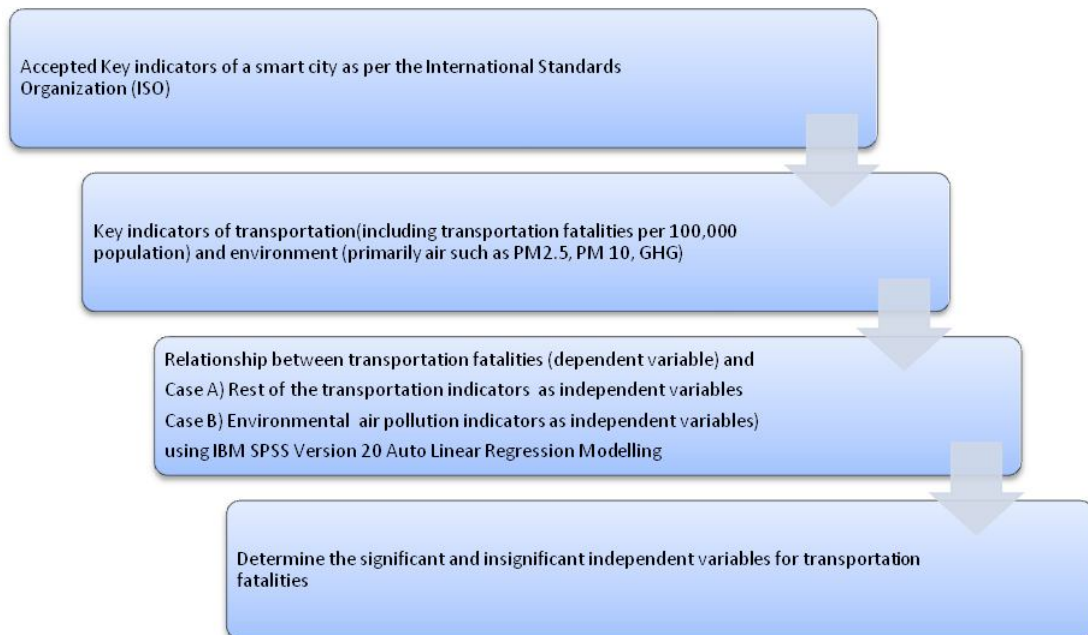 Accepted Key indicators of a smart city as per the International Standards
Organization (ISO)
Key indicators of transportation(including transportation fatalities per 100,000
population) and environment (primarily air such as PM2.5, PM 10, GHG)
Relationship between transportation fatalities (dependent variable) and
Case A) Rest of the transportation indicators as independent variables
Case B) Environmental air pollution indicators as independent variables)
using IBM SPSS Version 20 Auto Linear Regression Modelling
Determine the significant and insignificant independent variables for transportation
fatalities